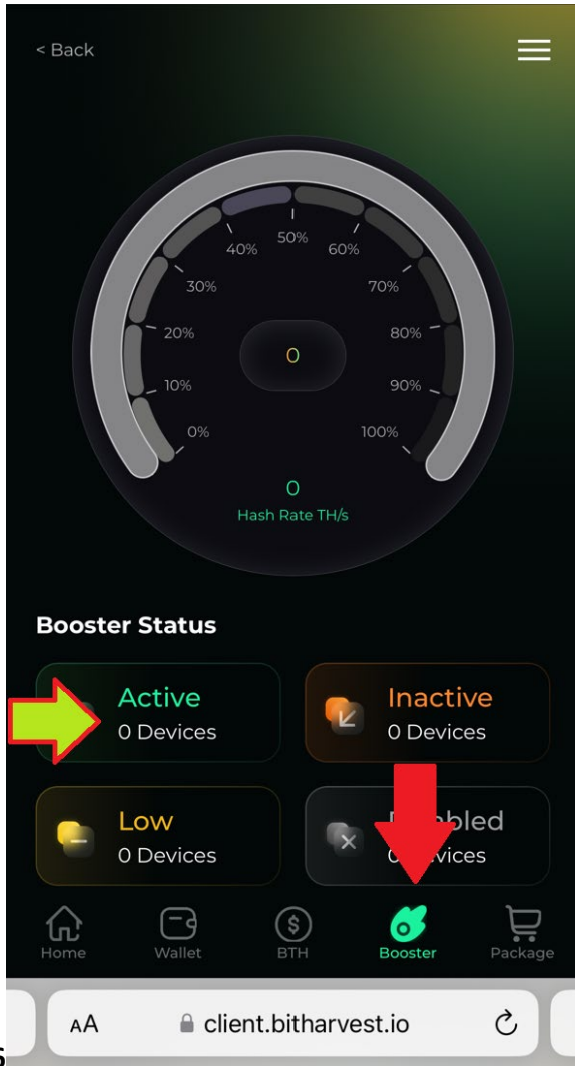 < Back
50%
40%
60%
30%
70%
20%
80%
0
10%
90%
0%
100%
0
Hash Rate TH/s
Booster Status
Active
0 Devices
Inactive
0 Devices
Low
0 Devices
Home
Wallet
$
BTH
Booster
Package
AA
client.bitharvest.io